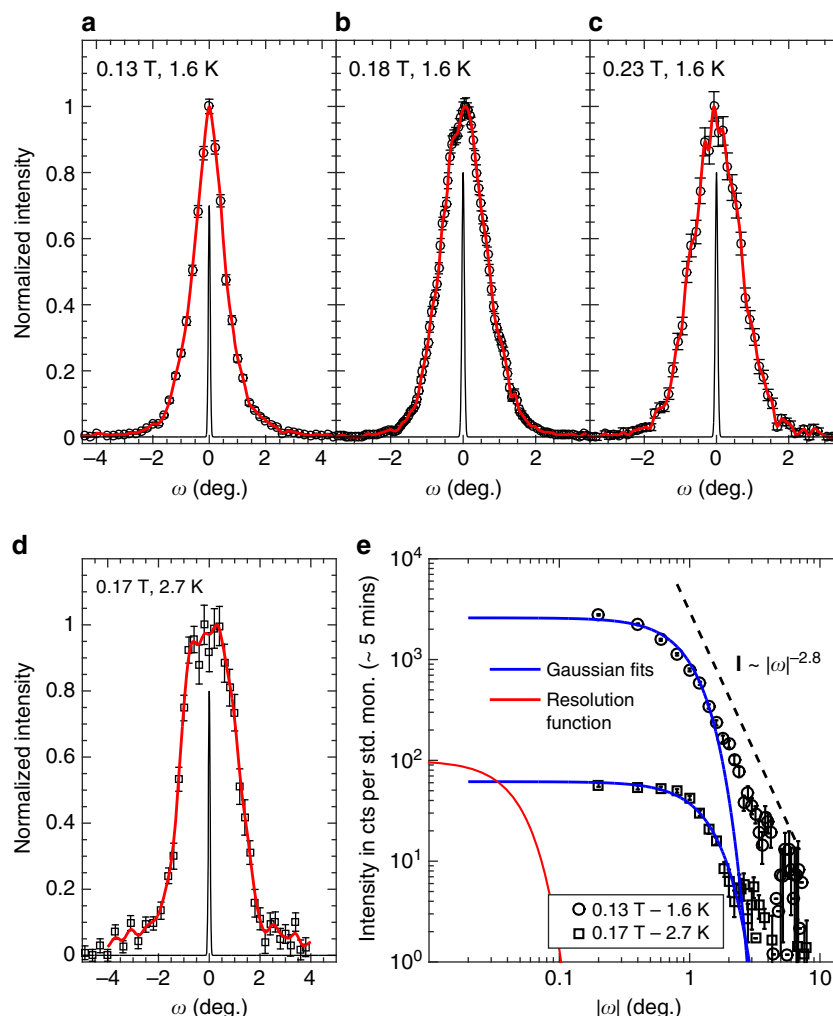 a
b
c
0.13 T, 1.6 K
0.18 T, 1.6 K
0.23 T, 1.6 K
Normalized intensity
1
0.8
0.6
0.4
0.2
0
−4 −2 0 2 4
−2 0 2
−2 0 2
ω (deg.)
ω (deg.)
ω (deg.)
d
0.17 T, 2.7 K
Normalized intensity
1
0.8
0.6
0.4
0.2
0
−4 −2 0 2 4
ω (deg.)
e
Intensity in cts per std. mon. (~ 5 mins)
10⁴
10³
10²
10¹
10⁰
I ~ |ω|⁻²·⁸
Gaussian fits
Resolution
function
0.13 T – 1.6 K
0.17 T – 2.7 K
0.1 1 10
|ω| (deg.)